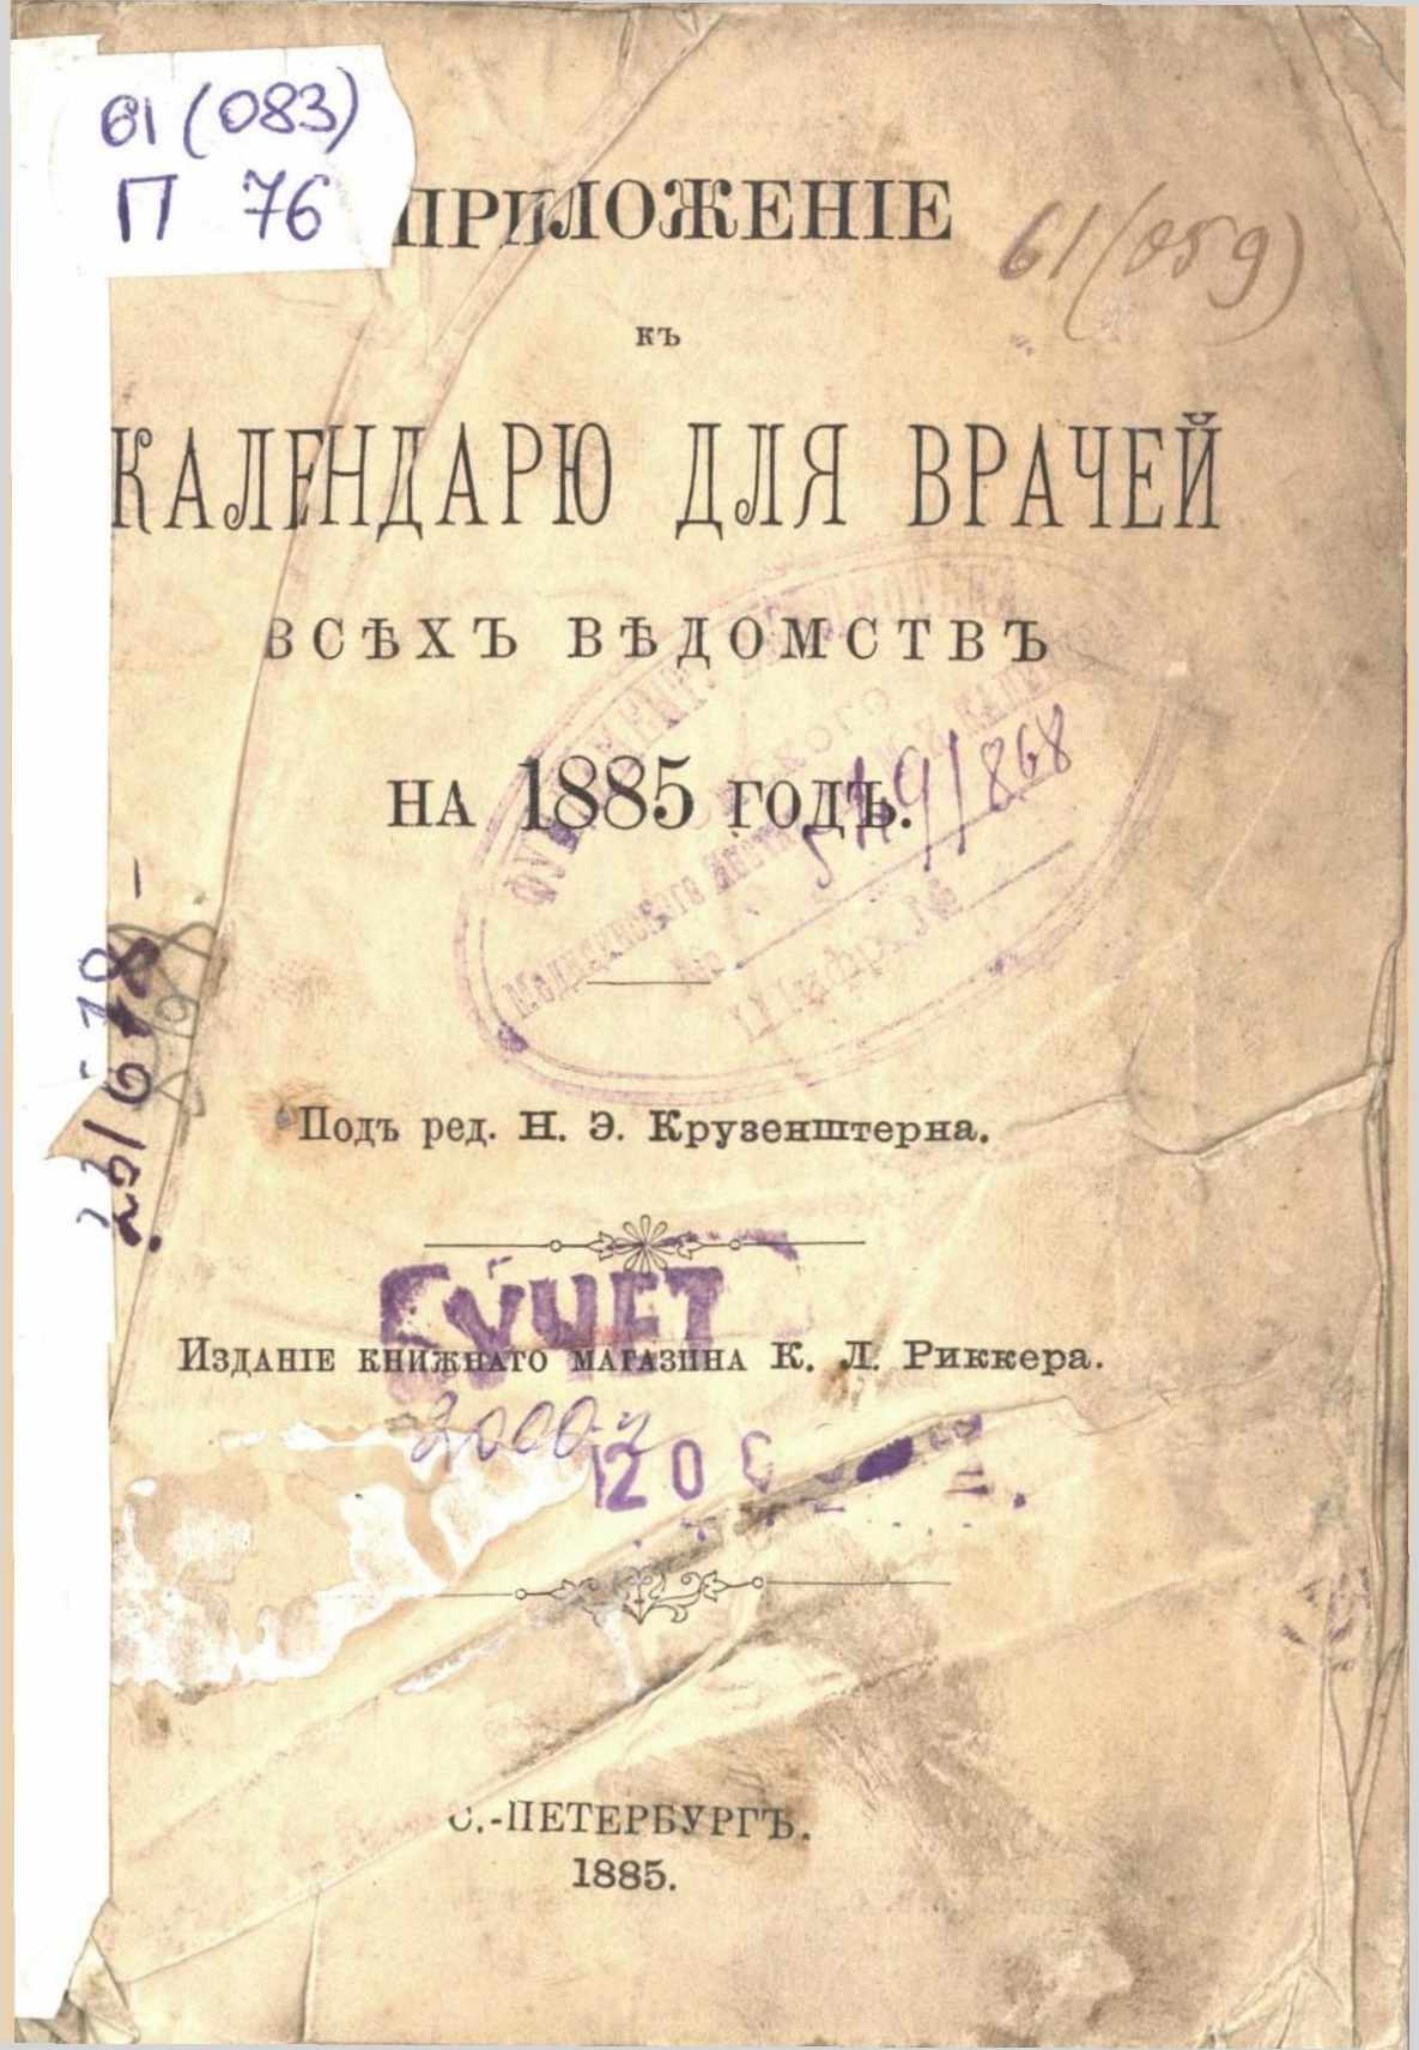 61 (083)
П 76
ПРИЛОЖЕНІЕ
61(059)
къ
КАЛЕНДАРЮ ДЛЯ ВРАЧЕЙ
ВСѢХЪ ВѢДОМСТВЪ
НА 1885 ГОДЪ.
Подъ ред. Н. Э. Крузенштерна.
УЧЕТ
Изданіе книжнаго магазина К. Л. Риккера.
С.-ПЕТЕРБУРГЪ.
1885.